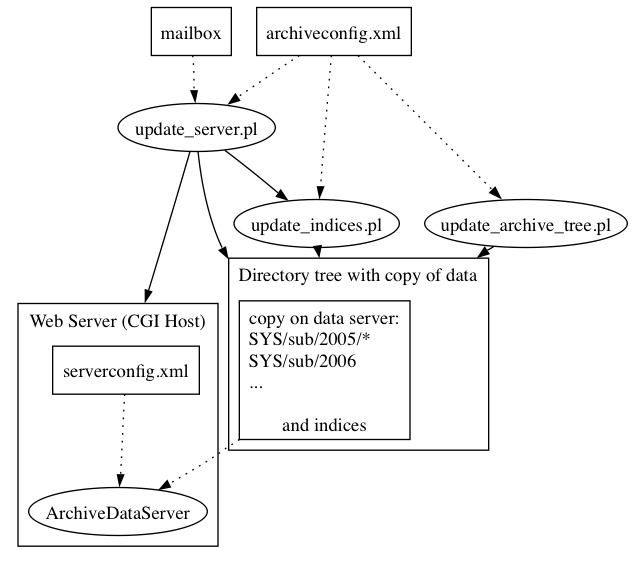 mailbox
archiveconfig.xml
update_server.pl
update_indices.pl
update_archive_tree.pl
Directory tree with copy of data
copy on data server:
SYS/sub/2005/*
SYS/sub/2006
...
and indices
Web Server (CGI Host)
serverconfig.xml
ArchiveDataServer